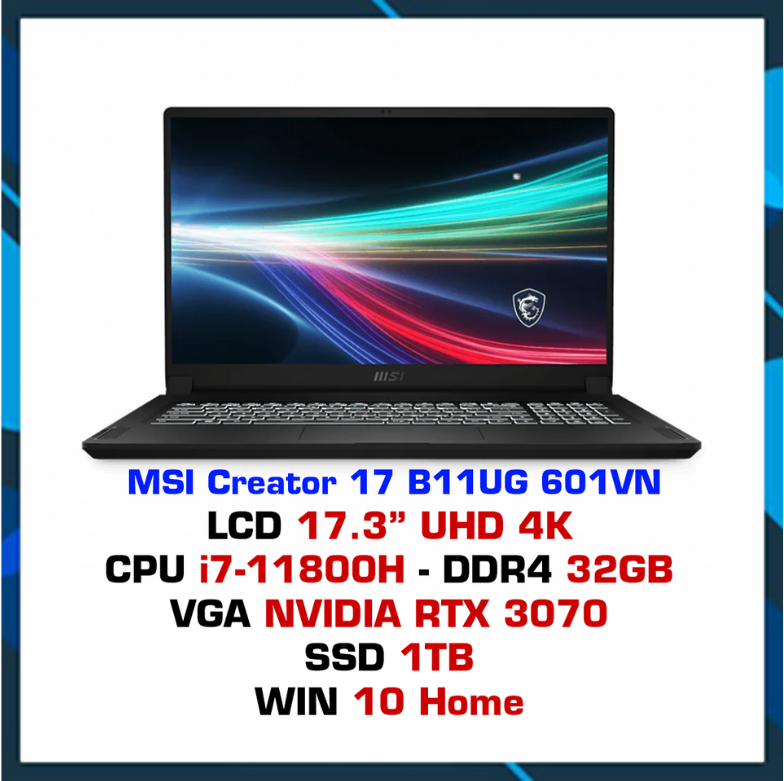 msi
MSI Creator 17 B11UG 601VN
LCD 17.3” UHD 4K
CPU i7-11800H - DDR4 32GB
VGA NVIDIA RTX 3070
SSD 1TB
WIN 10 Home